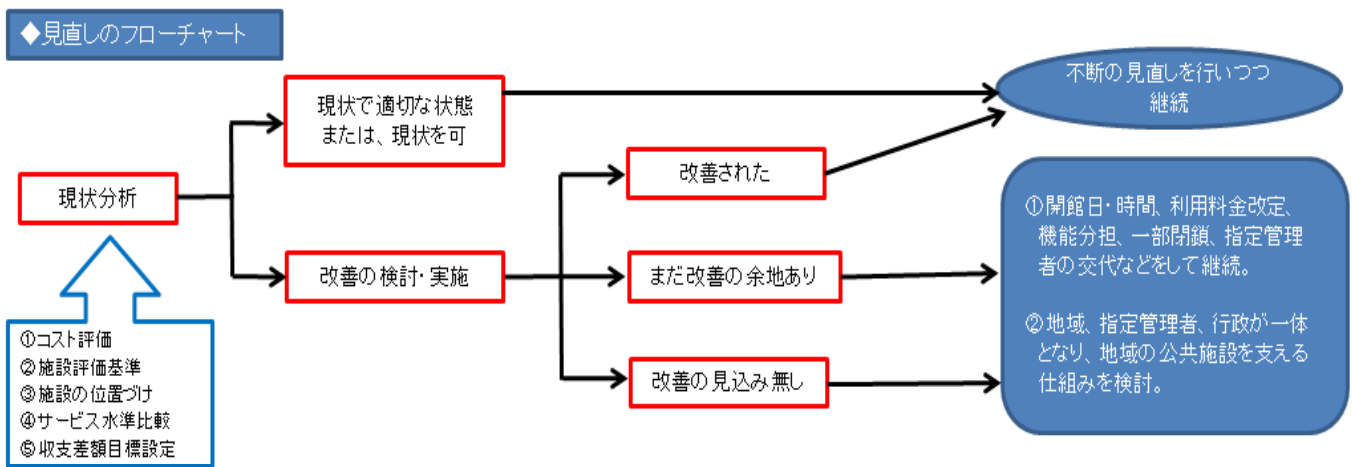 ◆見直しのフローチャート
現状で適切な状態
または、現状を可
不断の見直しを行いつつ
継続
現状分析
改善された
改善の検討・実施
まだ改善の余地あり
改善の見込み無し
①開館日・時間、利用料金改定、
機能分担、一部閉鎖、指定管理
者の交代などをして継続。
②地域、指定管理者、行政が一体
となり、地域の公共施設を支える
仕組みを検討。
①コスト評価
②施設評価基準
③施設の位置づけ
④サービス水準比較
⑤収支差額目標設定